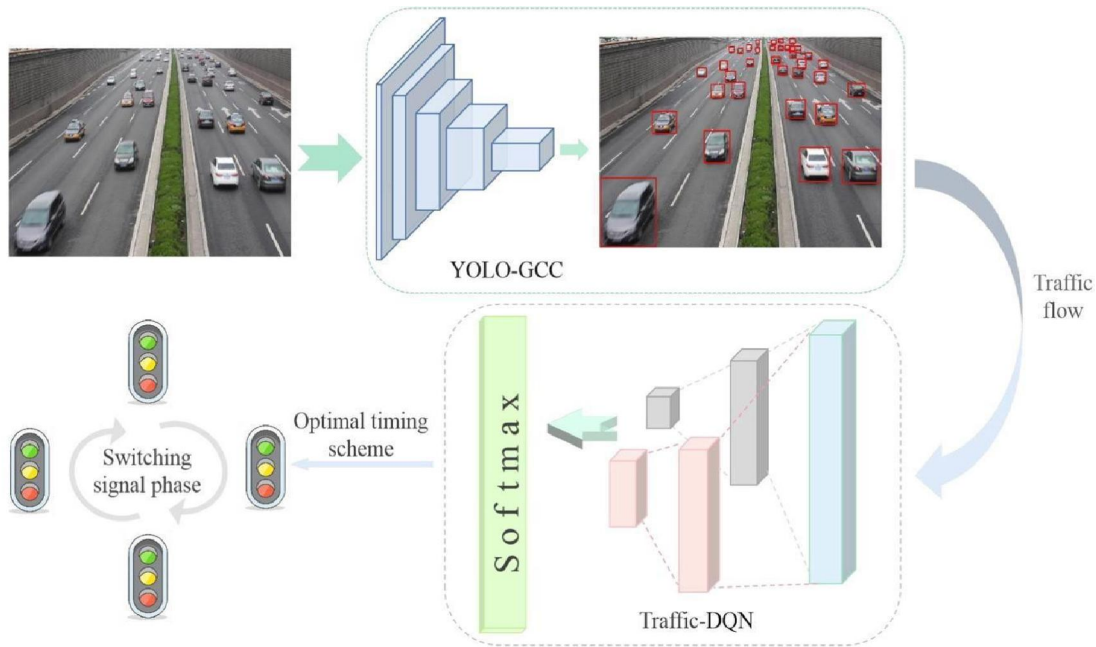 YOLO-GCC
Traffic
flow
Softmax
Optimal timing
scheme
Switching
signal phase
Traffic-DQN